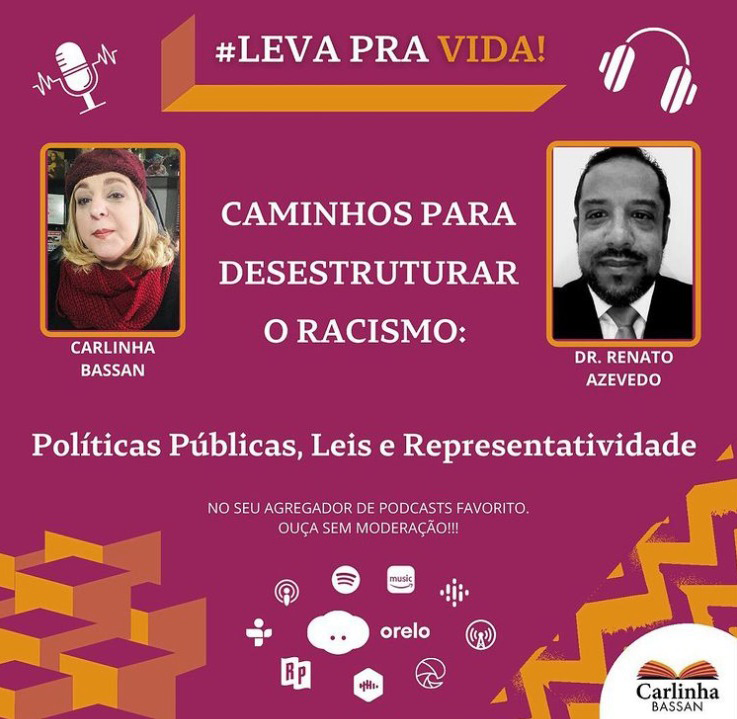 #LEVA PRA VIDA!
CAMINHOS PARA
DESESTRUTURAR
O RACISMO:
CARLINHA
BASSAN
DR. RENATO
AZEVEDO
Políticas Públicas, Leis e Representatividade
NO SEU AGREGADOR DE PODCASTS FAVORITO.
OUÇA SEM MODERAÇÃO!!!
music
orelo
RP
Carlinha
BASSAN